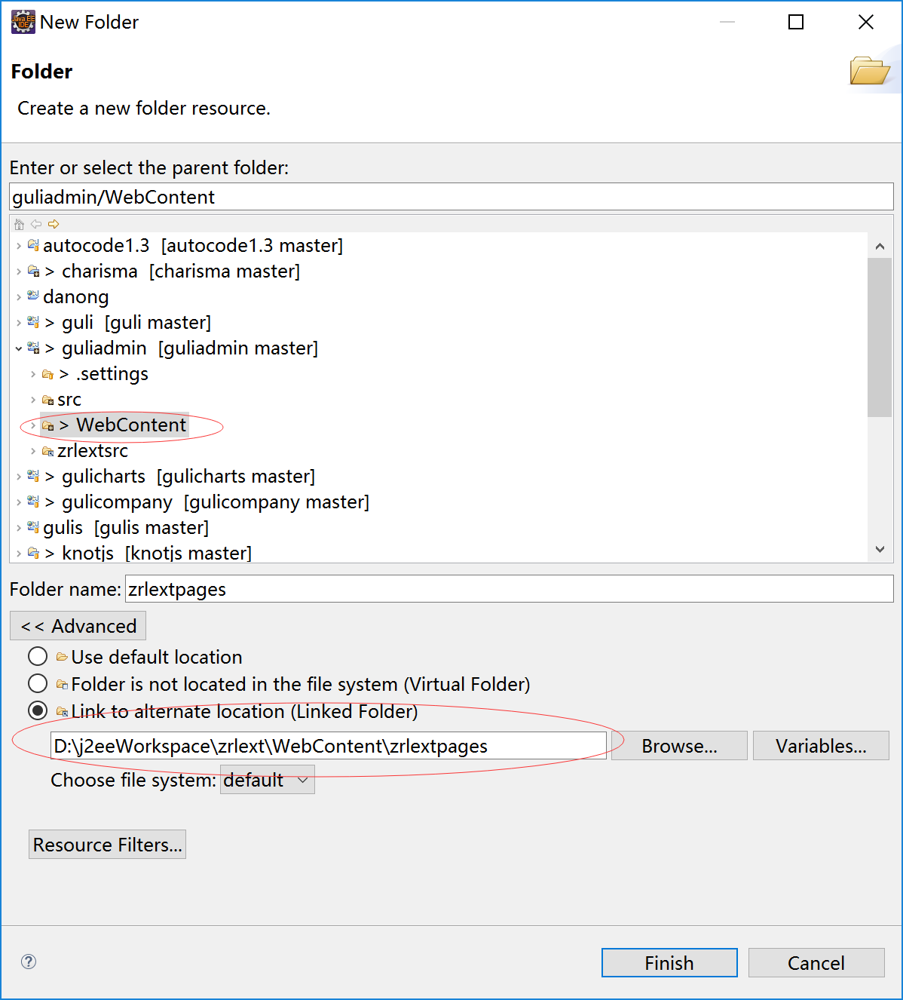 Java EE
IDE
New Folder
Folder
Create a new folder resource.
Enter or select the parent folder:
guliadmin/WebContent
autocode1.3 [autocode1.3 master]
> charisma [charisma master]
danong
> guli [guli master]
> guliadmin [guliadmin master]
> .settings
src
> WebContent
zrlextsrc
> gulicharts [gulicharts master]
> gulicompany [gulicompany master]
gulis [gulis master]
> knotjs [knotjs master]
Folder name: zrlextpages
<< Advanced
Use default location
Folder is not located in the file system (Virtual Folder)
Link to alternate location (Linked Folder)
D:\j2eeWorkspace\zrlext\WebContent\zrlextpages Browse... Variables...
Choose file system: default
Resource Filters...
? Finish Cancel